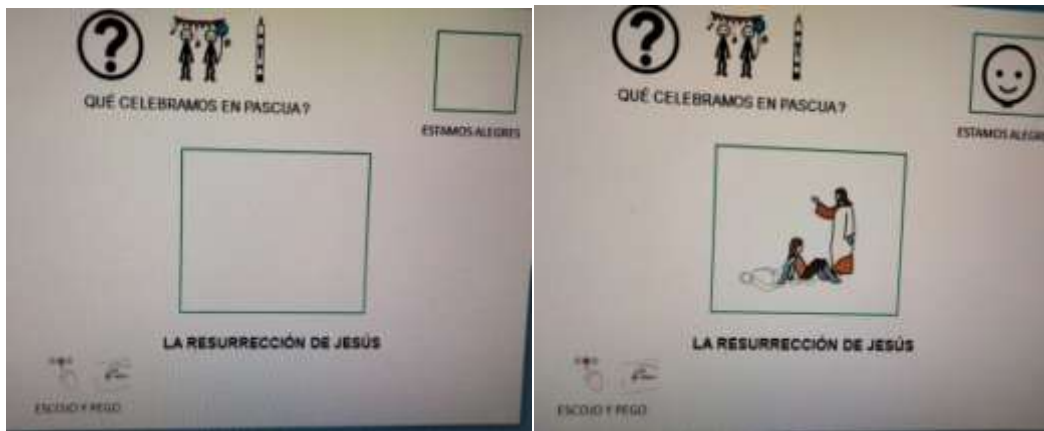 QUÉ CELEBRAMOS EN PASCUA?
ESTAMOS ALEGRES
LA RESURRECCIÓN DE JESÚS
ESCOJO Y PEGO
QUÉ CELEBRAMOS EN PASCUA?
ESTAMOS ALEGR
LA RESURRECCIÓN DE JESÚS
ESCOJO Y PEGO